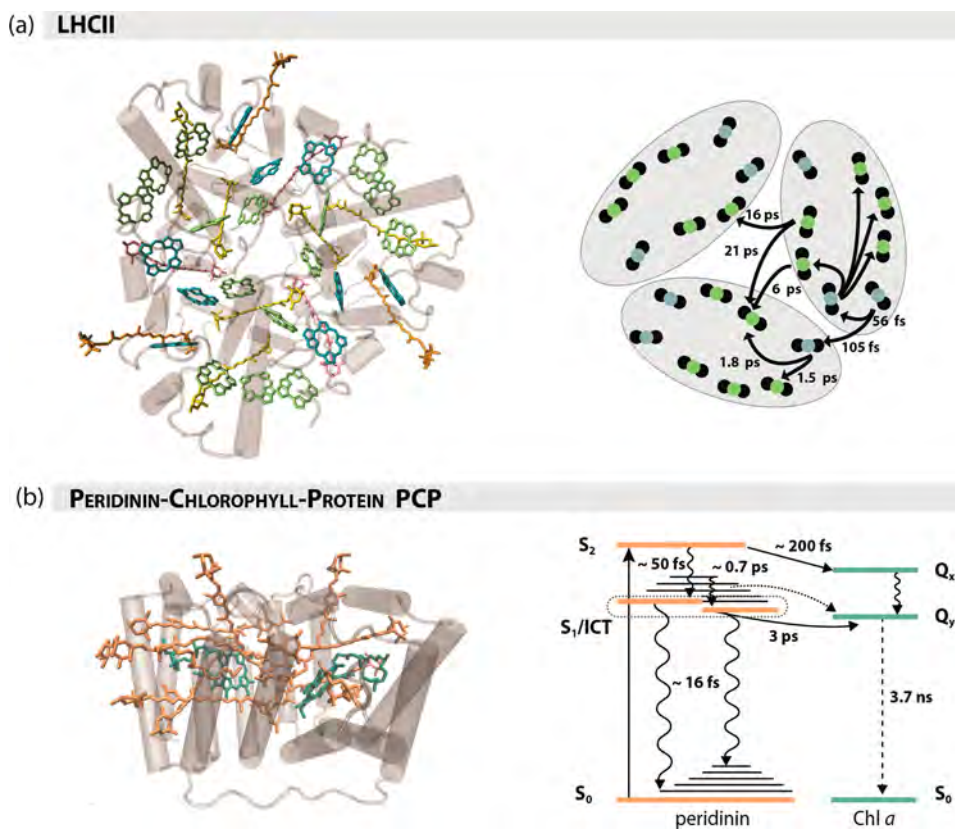 (a) LHCII
16 ps
21 ps
6 ps
56 fs
105 fs
1.8 ps
1.5 ps
(b) PERIDININ-CHLOROPHYLL-PROTEIN PCP
S₂
~ 200 fs
~ 50 fs
~ 0.7 ps
Qₓ
Qᵧ
S₁/ICT
3 ps
~ 16 fs
3.7 ns
S₀
S₀
peridinin
Chl a